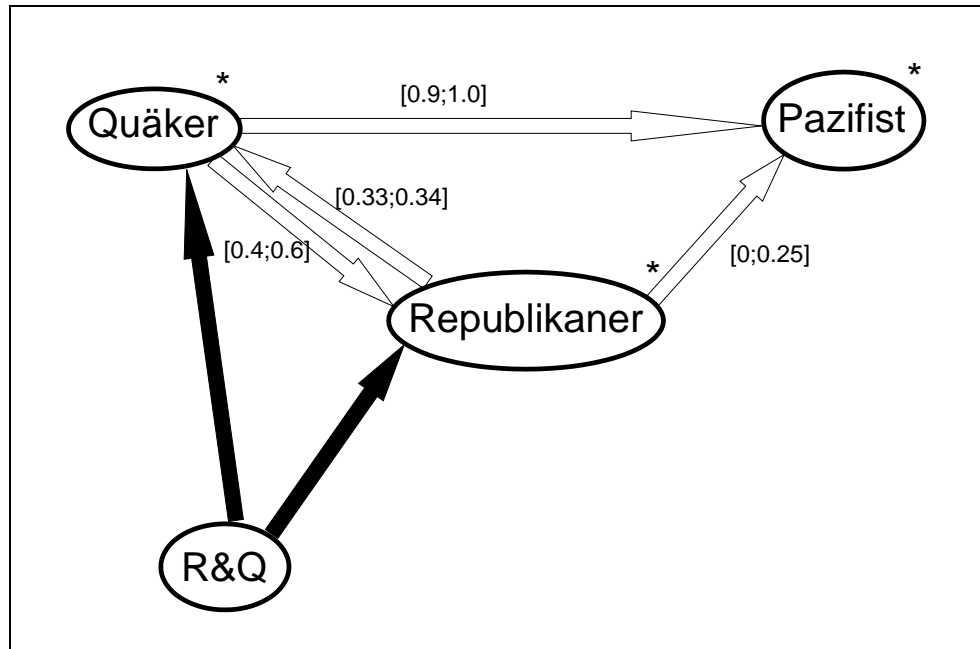 *
*
[0.9;1.0]
Quäker
Pazifist
[0.33;0.34]
[0.4;0.6]
*
[0;0.25]
Republikaner
R&Q